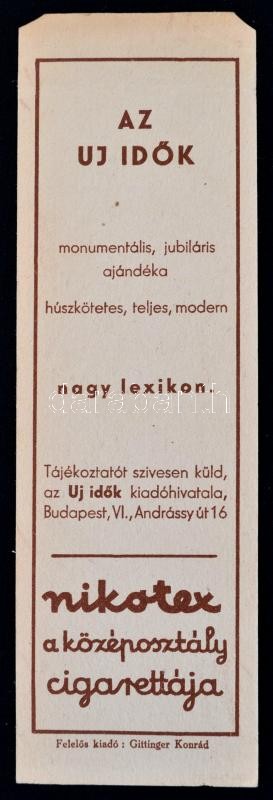 AZ
UJ IDŐK
monumentális, jubiláris
ajándéka
húszkötetes, teljes, modern
nagy lexikon.
darabanth
Tájékoztatót szivesen küld,
az Uj idők kiadóhivatala,
Budapest, VI., Andrássy út 16
nikotex
a középosztály
cigarettája
Felelős kiadó : Gittinger Konrád